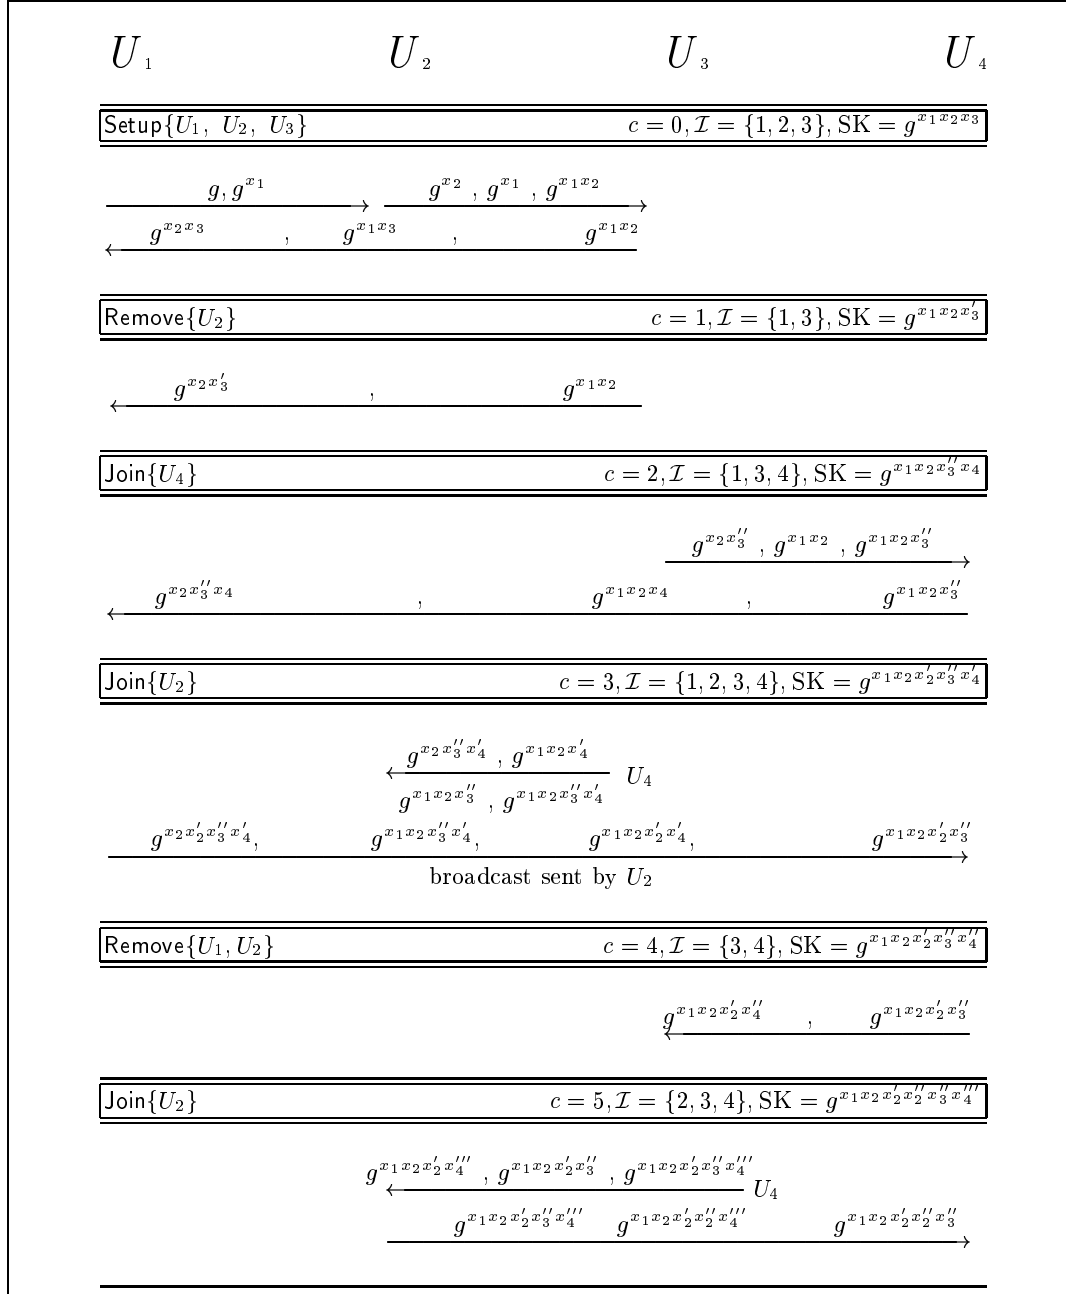 U₁ U₂ U₃ U₄
Setup{U₁, U₂, U₃} c = 0, ℐ = {1, 2, 3}, SK = g^{x₁x₂x₃}
g, g^{x₁} g^{x₂} , g^{x₁} , g^{x₁x₂}
g^{x₂x₃} , g^{x₁x₃} , g^{x₁x₂}
Remove{U₂} c = 1, ℐ = {1, 3}, SK = g^{x₁x₂x₃′}
g^{x₂x₃′} , g^{x₁x₂}
Join{U₄} c = 2, ℐ = {1, 3, 4}, SK = g^{x₁x₂x₃″x₄}
g^{x₂x₃″} , g^{x₁x₂} , g^{x₁x₂x₃″}
g^{x₂x₃″x₄} , g^{x₁x₂x₄} , g^{x₁x₂x₃″}
Join{U₂} c = 3, ℐ = {1, 2, 3, 4}, SK = g^{x₁x₂x₂′x₃″x₄′}
g^{x₂x₃″x₄′} , g^{x₁x₂x₄′}
U₄
g^{x₁x₂x₃″} , g^{x₁x₂x₃″x₄′}
g^{x₂x₂′x₃″x₄′}, g^{x₁x₂x₃″x₄′}, g^{x₁x₂x₂′x₄′}, g^{x₁x₂x₂′x₃″}
broadcast sent by U₂
Remove{U₁, U₂} c = 4, ℐ = {3, 4}, SK = g^{x₁x₂x₂′x₃″x₄″}
g^{x₁x₂x₂′x₄″} , g^{x₁x₂x₂′x₃″}
Join{U₂} c = 5, ℐ = {2, 3, 4}, SK = g^{x₁x₂x₂′x₂″x₃″x₄‴}
g^{x₁x₂x₂′x₄‴} , g^{x₁x₂x₂′x₃″} , g^{x₁x₂x₂′x₃″x₄‴}
U₄
g^{x₁x₂x₂′x₃″x₄‴} g^{x₁x₂x₂′x₂″x₄‴} g^{x₁x₂x₂′x₂″x₃″}